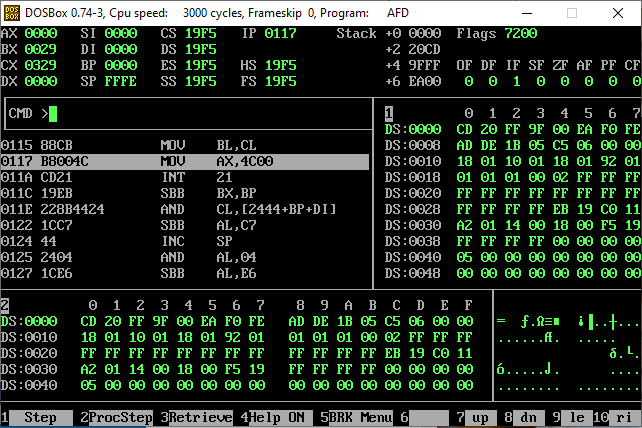 DOSBox 0.74-3, Cpu speed: 3000 cycles, Frameskip 0, Program: AFD
AX 0000 SI 0000 CS 19F5 IP 0117 Stack +0 0000 Flags 7200
BX 0029 DI 0000 DS 19F5 +2 20CD
CX 0329 BP 0000 ES 19F5 HS 19F5 +4 9FFF OF DF IF SF ZF AF PF CF
DX 0000 SP FFFE SS 19F5 FS 19F5 +6 EA00 0 0 1 0 0 0 0 0
CMD >
1 0 1 2 3 4 5 6 7
DS:0000 CD 20 FF 9F 00 EA F0 FE
DS:0008 AD DE 1B 05 C5 06 00 00
DS:0010 18 01 10 01 18 01 92 01
DS:0018 01 01 01 00 02 FF FF FF
DS:0020 FF FF FF FF FF FF FF FF
DS:0028 FF FF FF FF EB 19 C0 11
DS:0030 A2 01 14 00 18 00 F5 19
DS:0038 FF FF FF FF 00 00 00 00
DS:0040 05 00 00 00 00 00 00 00
DS:0048 00 00 00 00 00 00 00 00
0115 88CB MOV BL,CL
0117 B8004C MOV AX,4C00
011A CD21 INT 21
011C 19EB SBB BX,BP
011E 228B4424 AND CL,[2444+BP+DI]
0122 1CC7 SBB AL,C7
0124 44 INC SP
0125 2404 AND AL,04
0127 1CE6 SBB AL,E6
2 0 1 2 3 4 5 6 7 8 9 A B C D E F
DS:0000 CD 20 FF 9F 00 EA F0 FE AD DE 1B 05 C5 06 00 00
DS:0010 18 01 10 01 18 01 92 01 01 01 01 00 02 FF FF FF
DS:0020 FF FF FF FF FF FF FF FF FF FF FF FF EB 19 C0 11
DS:0030 A2 01 14 00 18 00 F5 19 FF FF FF FF 00 00 00 00
DS:0040 05 00 00 00 00 00 00 00 00 00 00 00 00 00 00 00
= ƒ.Ω≡■ ¡▐..┼...
......Æ. .....
δ.└.
ó.....⌡. ....
........ ........
1 Step 2ProcStep 3Retrieve 4Help ON 5BRK Menu 6 7 up 8 dn 9 le 10 ri